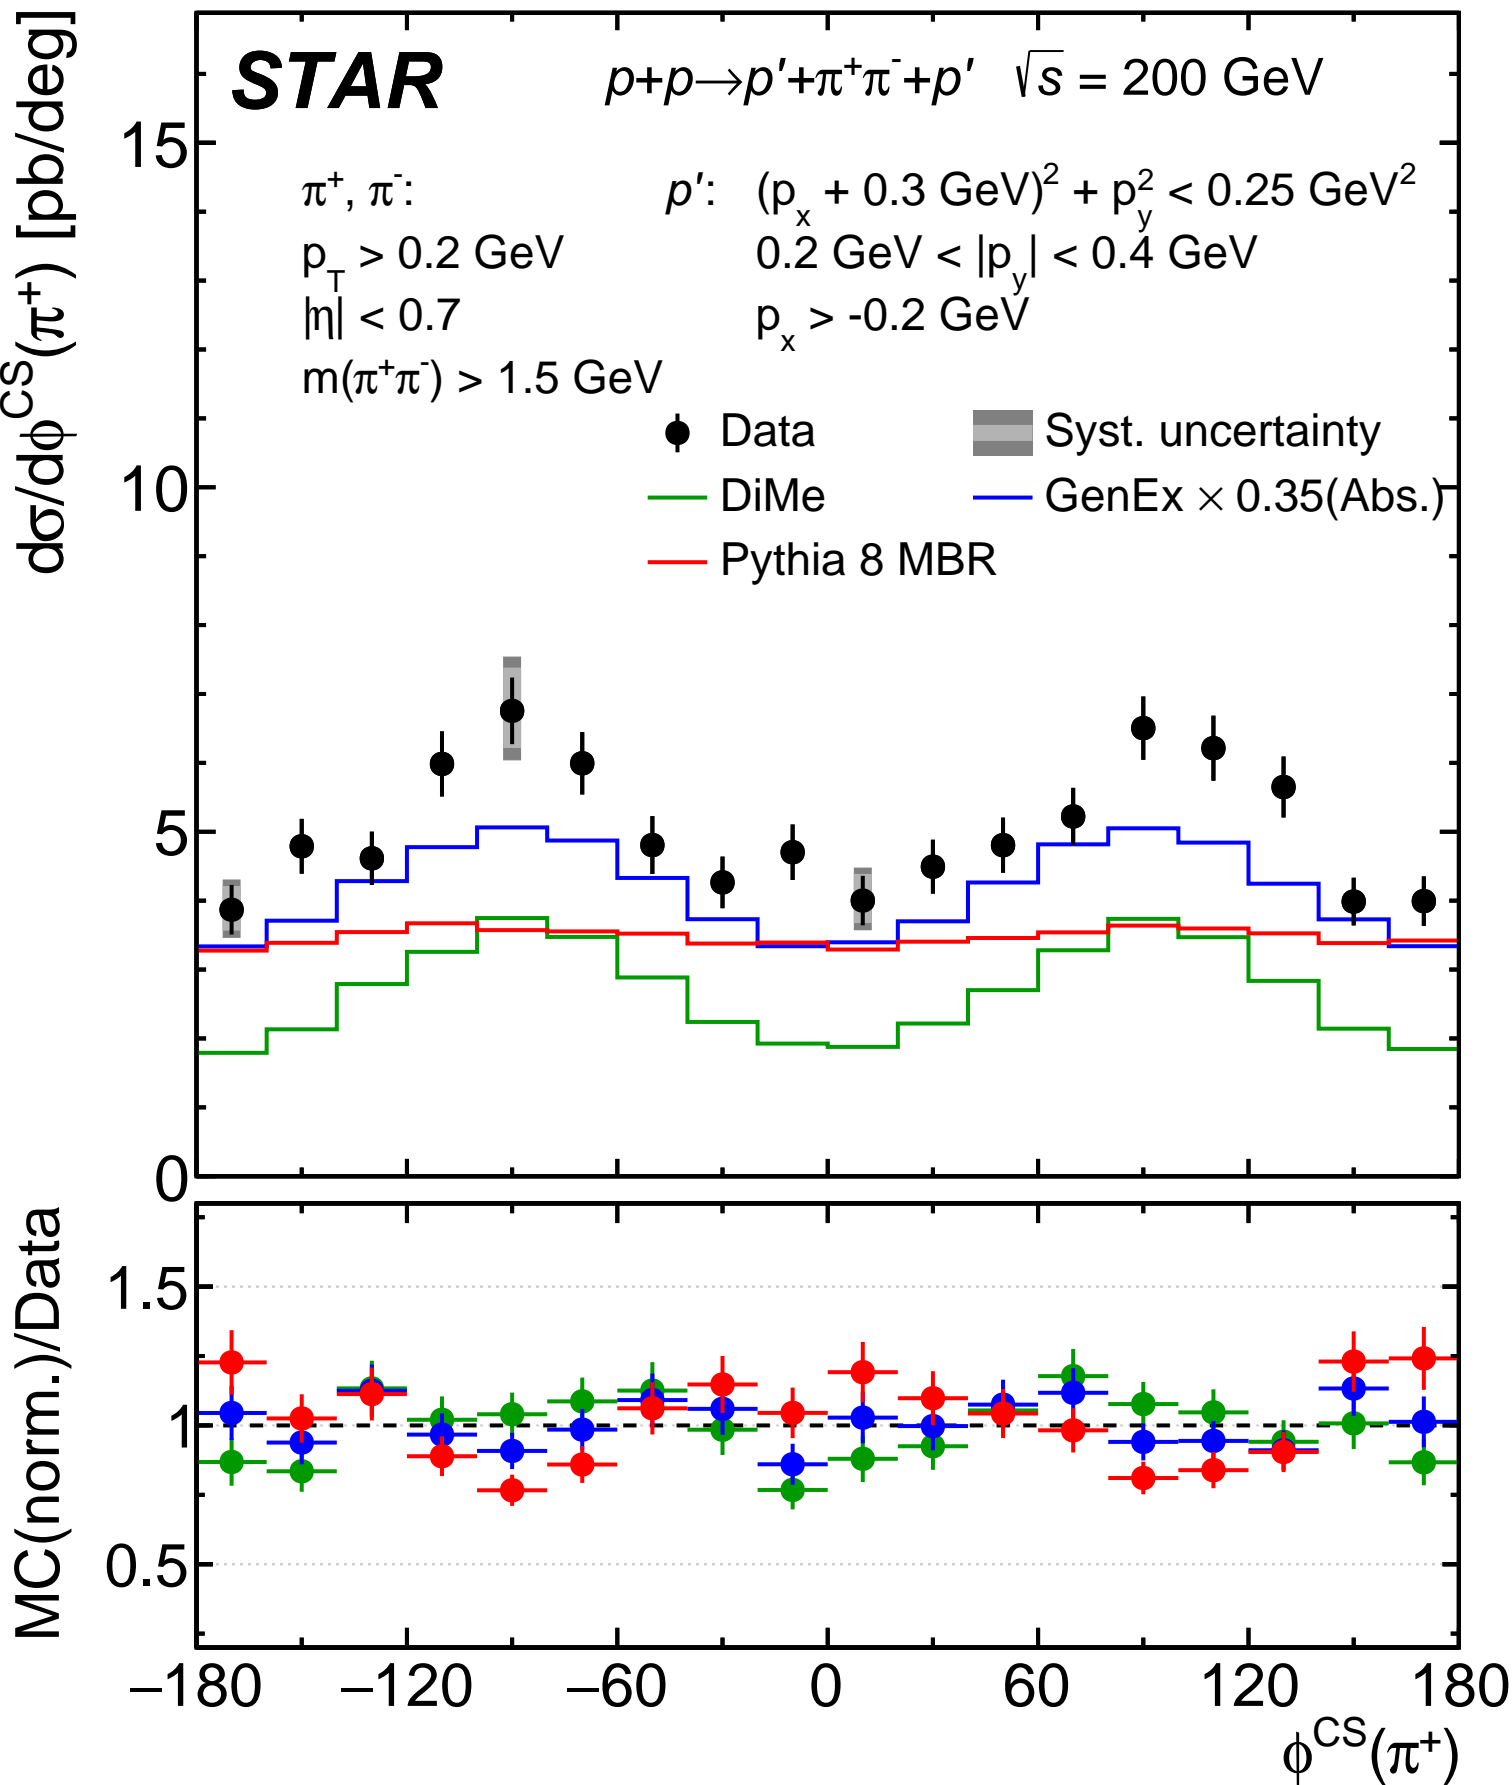 STAR p+p→p′+π⁺π⁻+p′ √s = 200 GeV
π⁺, π⁻: p′: (pₓ + 0.3 GeV)² + p_y² < 0.25 GeV²
p_T > 0.2 GeV 0.2 GeV < |p_y| < 0.4 GeV
|η| < 0.7 pₓ > -0.2 GeV
m(π⁺π⁻) > 1.5 GeV
Data Syst. uncertainty
DiMe GenEx × 0.35(Abs.)
Pythia 8 MBR
dσ/dϕ^CS(π⁺) [pb/deg]
15
10
5
0
MC(norm.)/Data
1.5
1
0.5
−180 −120 −60 0 60 120 180
ϕ^CS(π⁺)